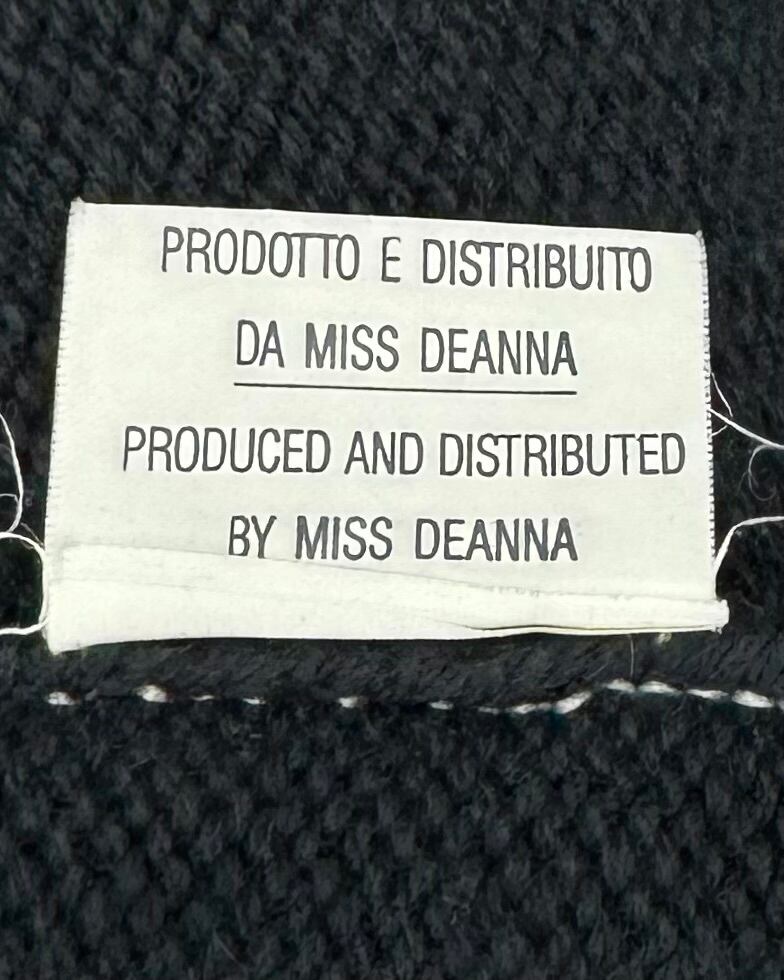 PRODOTTO E DISTRIBUITO
DA MISS DEANNA
PRODUCED AND DISTRIBUTED
BY MISS DEANNA